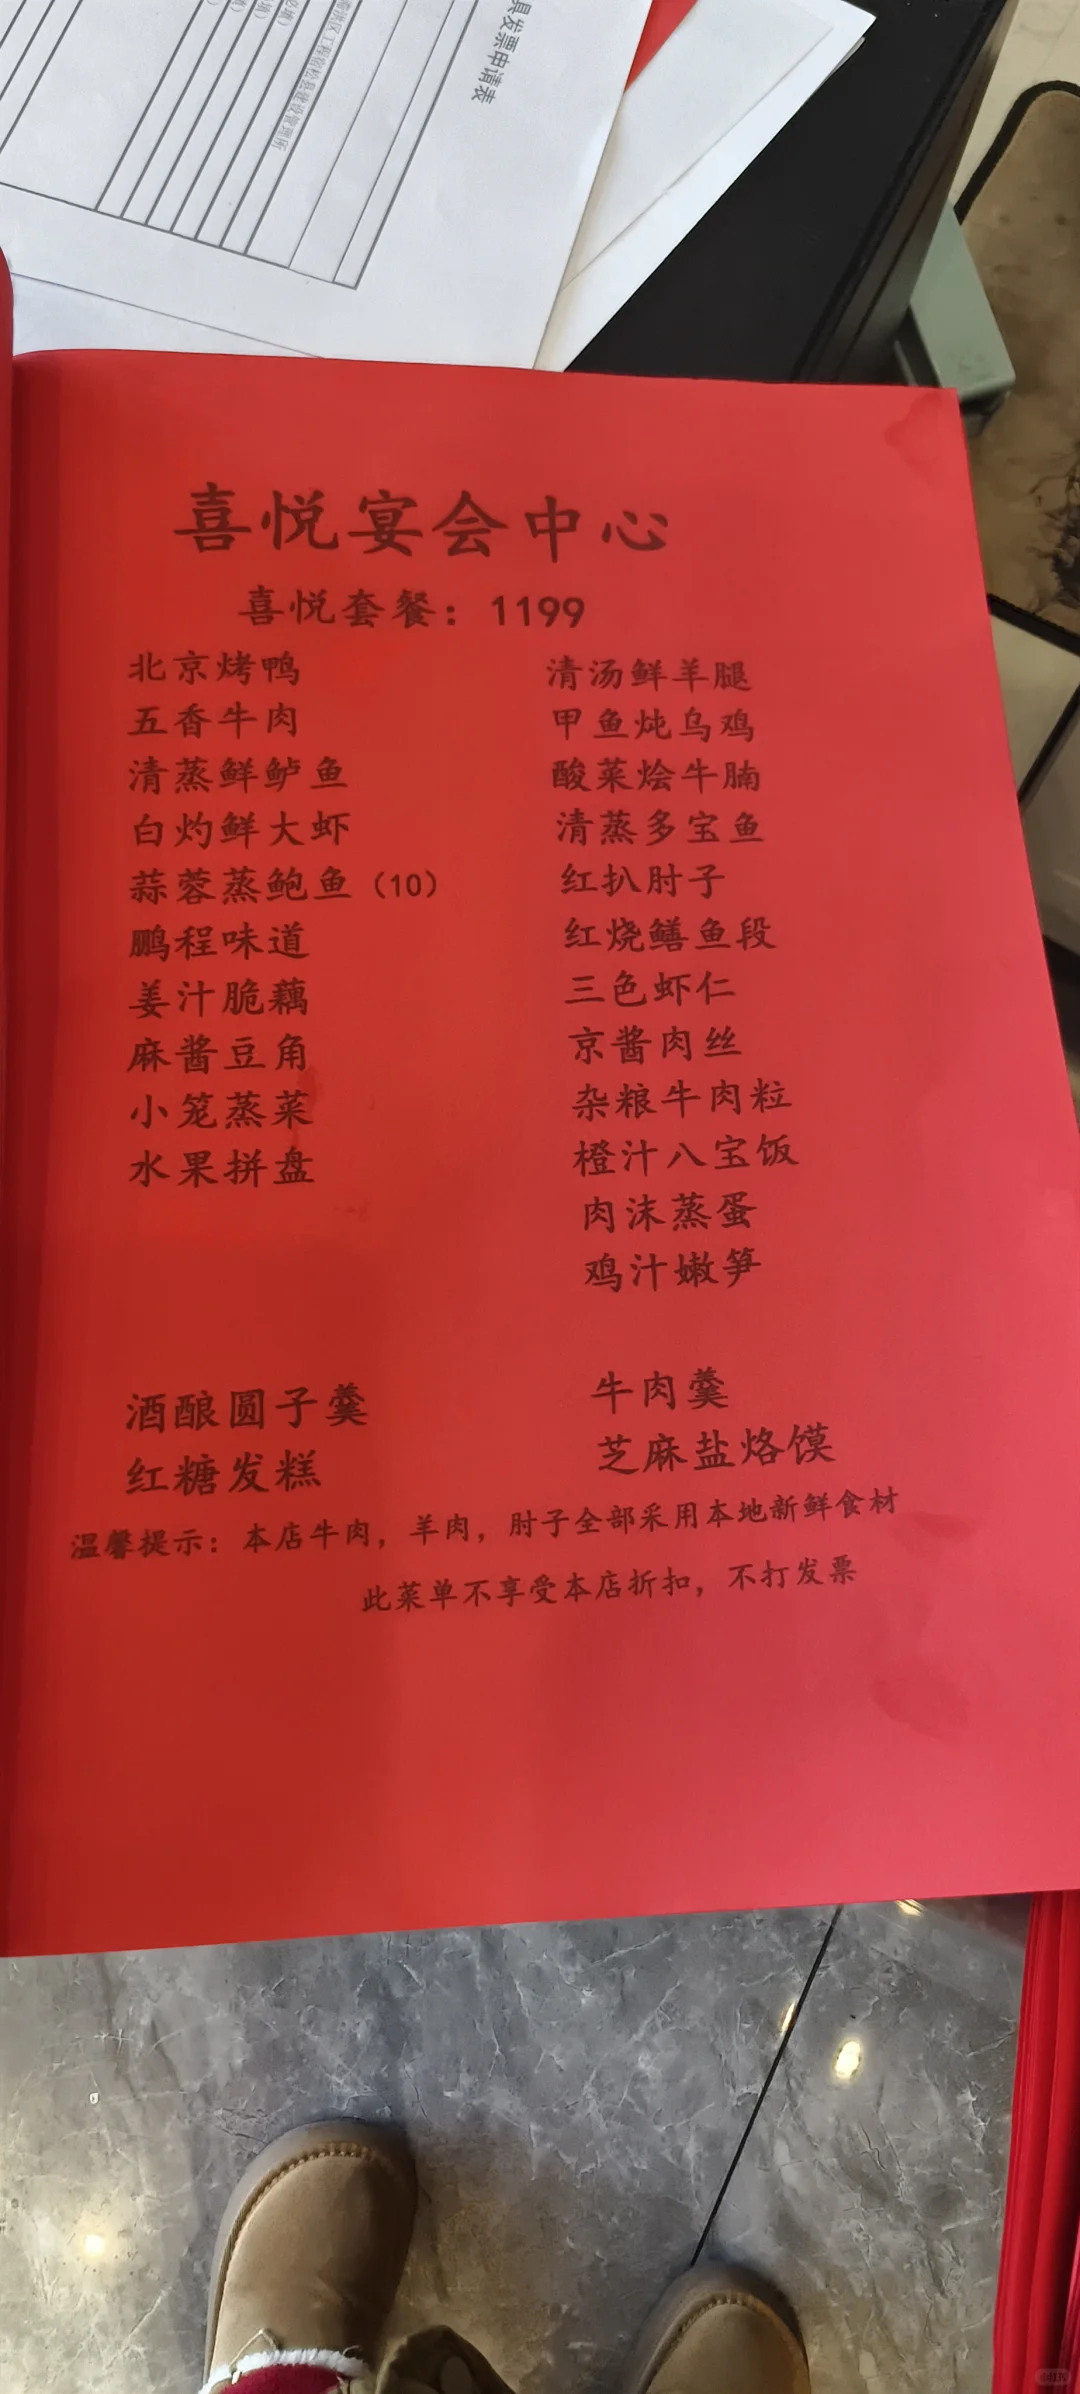 具发票申请表
喜悦宴会中心
喜悦套餐：1199
北京烤鸭
五香牛肉
清蒸鲜鲈鱼
白灼鲜大虾
蒜蓉蒸鲍鱼（10）
鹏程味道
姜汁脆藕
麻酱豆角
小笼蒸菜
水果拼盘
清汤鲜羊腿
甲鱼炖乌鸡
酸菜烩牛腩
清蒸多宝鱼
红扒肘子
红烧鳝鱼段
三色虾仁
京酱肉丝
杂粮牛肉粒
橙汁八宝饭
肉沫蒸蛋
鸡汁嫩笋
酒酿圆子羹
红糖发糕
牛肉羹
芝麻盐烙馍
温馨提示：本店牛肉，羊肉，肘子全部采用本地新鲜食材
此菜单不享受本店折扣，不打发票